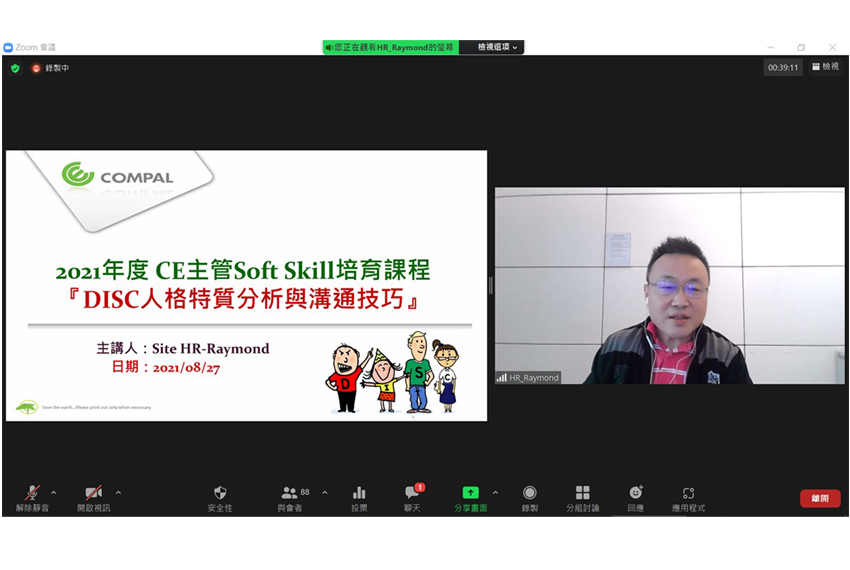 Zoom 會議
您正在觀看HR_Raymond的螢幕
檢視選項
錄製中
00:39:11
檢視
COMPAL
2021年度 CE主管Soft Skill培育課程
『DISC人格特質分析與溝通技巧』
主講人：Site HR-Raymond
日期：2021/08/27
D I S C
Save the earth...Please print out only when necessary
HR_Raymond
解除靜音
開啟視訊
安全性
88
與會者
投票
1
聊天
分享畫面
錄製
分組討論
回應
應用程式
離開